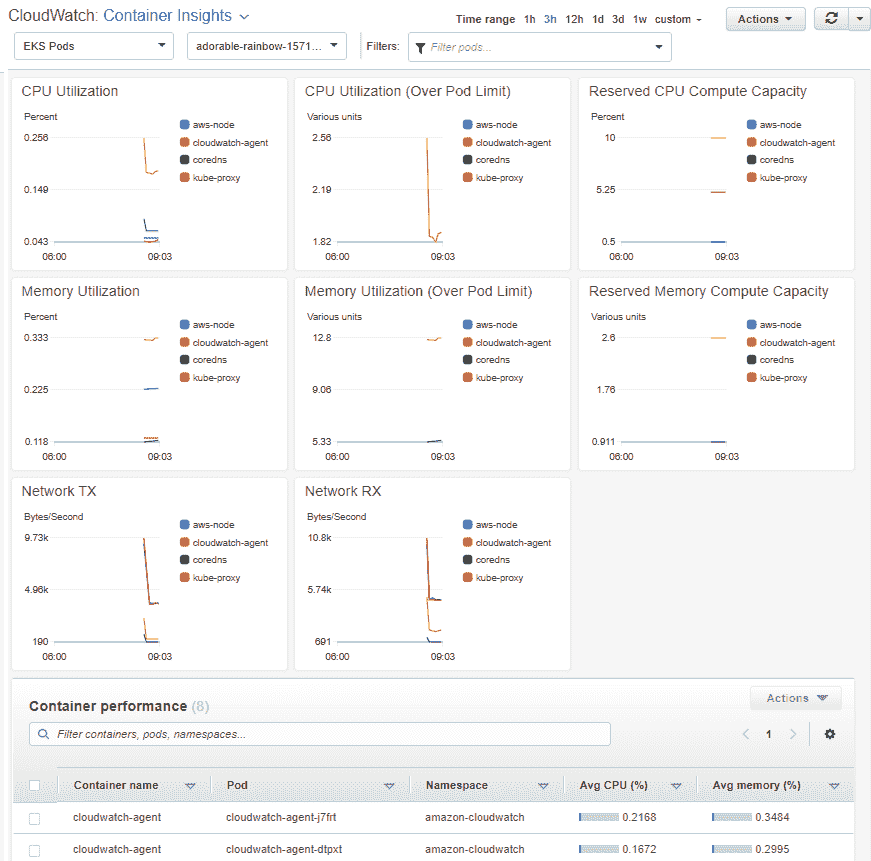 CloudWatch: Container Insights
Time range 1h 3h 12h 1d 3d 1w custom
Actions
EKS Pods
adorable-rainbow-1571...
Filters:
Filter pods...
CPU Utilization
Percent
0.256
0.149
0.043
06:00 09:03
aws-node
cloudwatch-agent
coredns
kube-proxy
CPU Utilization (Over Pod Limit)
Various units
2.56
2.19
1.82
06:00 09:03
aws-node
cloudwatch-agent
coredns
kube-proxy
Reserved CPU Compute Capacity
Percent
10
5.25
0.5
06:00 09:03
aws-node
cloudwatch-agent
coredns
kube-proxy
Memory Utilization
Percent
0.333
0.225
0.118
06:00 09:03
aws-node
cloudwatch-agent
coredns
kube-proxy
Memory Utilization (Over Pod Limit)
Various units
12.8
9.06
5.33
06:00 09:03
aws-node
cloudwatch-agent
coredns
kube-proxy
Reserved Memory Compute Capacity
Various units
2.6
1.76
0.911
06:00 09:03
aws-node
cloudwatch-agent
coredns
kube-proxy
Network TX
Bytes/Second
9.73k
4.96k
190
06:00 09:03
aws-node
cloudwatch-agent
coredns
kube-proxy
Network RX
Bytes/Second
10.8k
5.74k
691
06:00 09:03
aws-node
cloudwatch-agent
coredns
kube-proxy
Container performance (8)
Actions
Filter containers, pods, namespaces...
1
Container name Pod Namespace Avg CPU (%) Avg memory (%)
cloudwatch-agent cloudwatch-agent-j7frt amazon-cloudwatch 0.2168 0.3484
cloudwatch-agent cloudwatch-agent-dtpxt amazon-cloudwatch 0.1672 0.2995